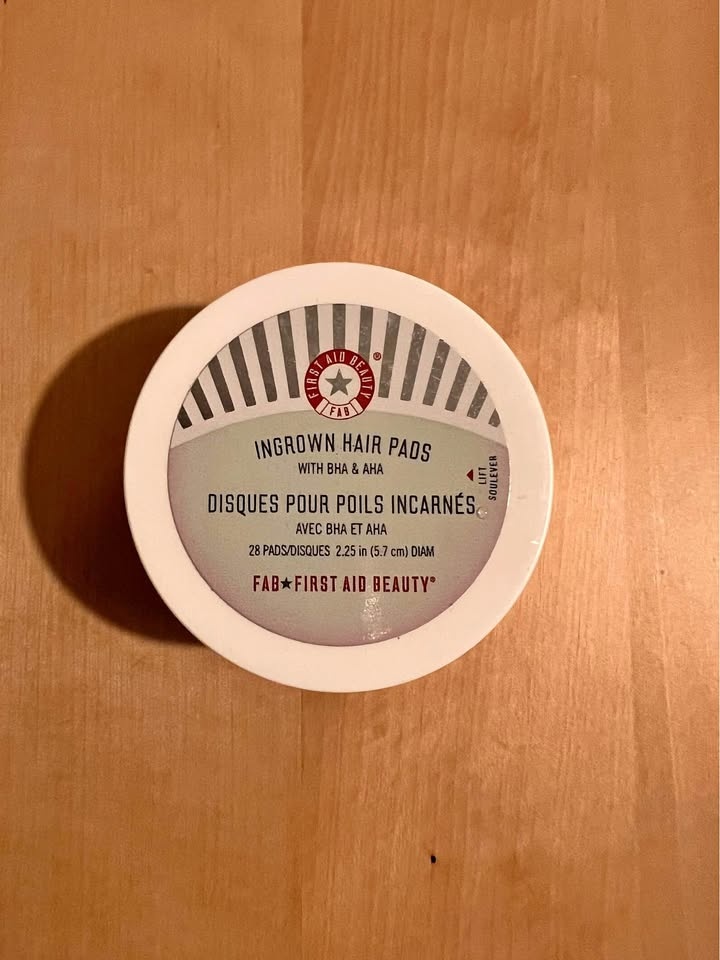 FIRST AID BEAUTY ®
FAB
INGROWN HAIR PADS
WITH BHA & AHA
LIFT
SOULEVER
DISQUES POUR POILS INCARNÉS
AVEC BHA ET AHA
28 PADS/DISQUES 2.25 in (5.7 cm) DIAM
FAB★FIRST AID BEAUTY®